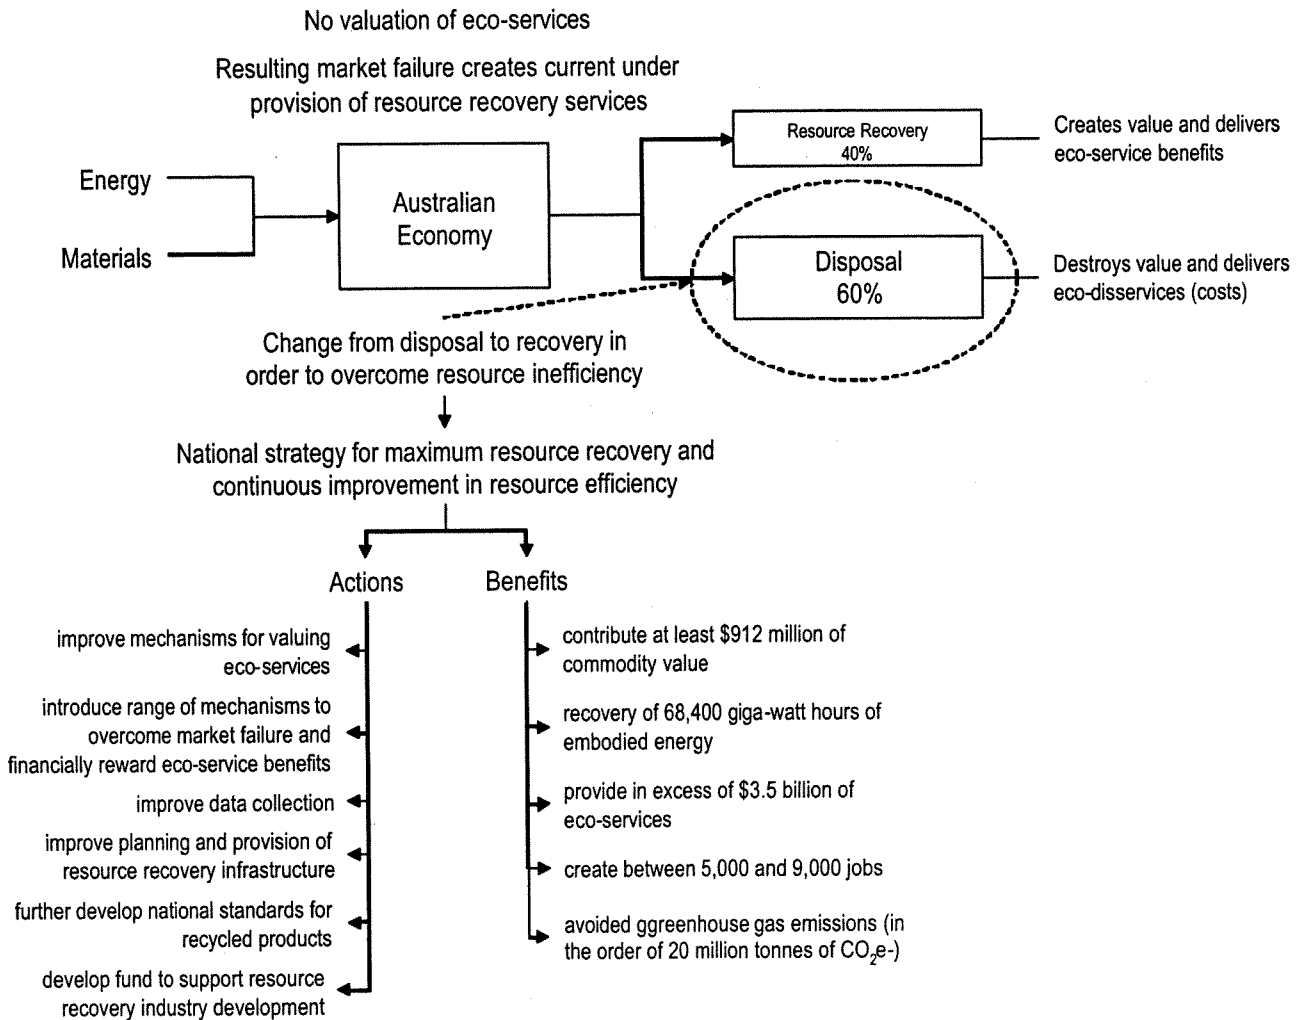 No valuation of eco-services
Resulting market failure creates current under
provision of resource recovery services
Energy
Materials
Australian
Economy
Resource Recovery
40%
Creates value and delivers
eco-service benefits
Disposal
60%
Destroys value and delivers
eco-disservices (costs)
Change from disposal to recovery in
order to overcome resource inefficiency
National strategy for maximum resource recovery and
continuous improvement in resource efficiency
Actions
improve mechanisms for valuing
eco-services
introduce range of mechanisms to
overcome market failure and
financially reward eco-service benefits
improve data collection
improve planning and provision of
resource recovery infrastructure
further develop national standards for
recycled products
develop fund to support resource
recovery industry development
Benefits
contribute at least $912 million of
commodity value
recovery of 68,400 giga-watt hours of
embodied energy
provide in excess of $3.5 billion of
eco-services
create between 5,000 and 9,000 jobs
avoided ggreenhouse gas emissions (in
the order of 20 million tonnes of CO₂e-)